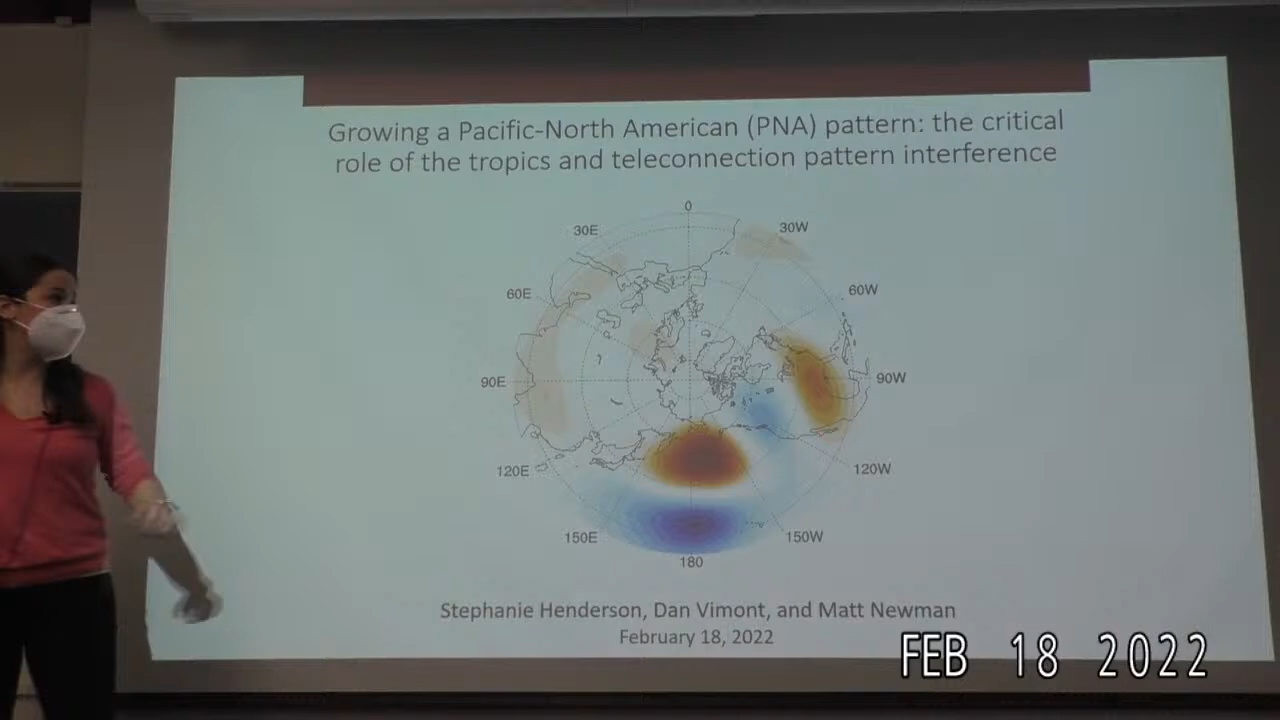 Growing a Pacific-North American (PNA) pattern: the critical
role of the tropics and teleconnection pattern interference
0
30E
30W
60E
60W
90E
90W
120E
120W
150E
150W
180
Stephanie Henderson, Dan Vimont, and Matt Newman
February 18, 2022
FEB 18 2022